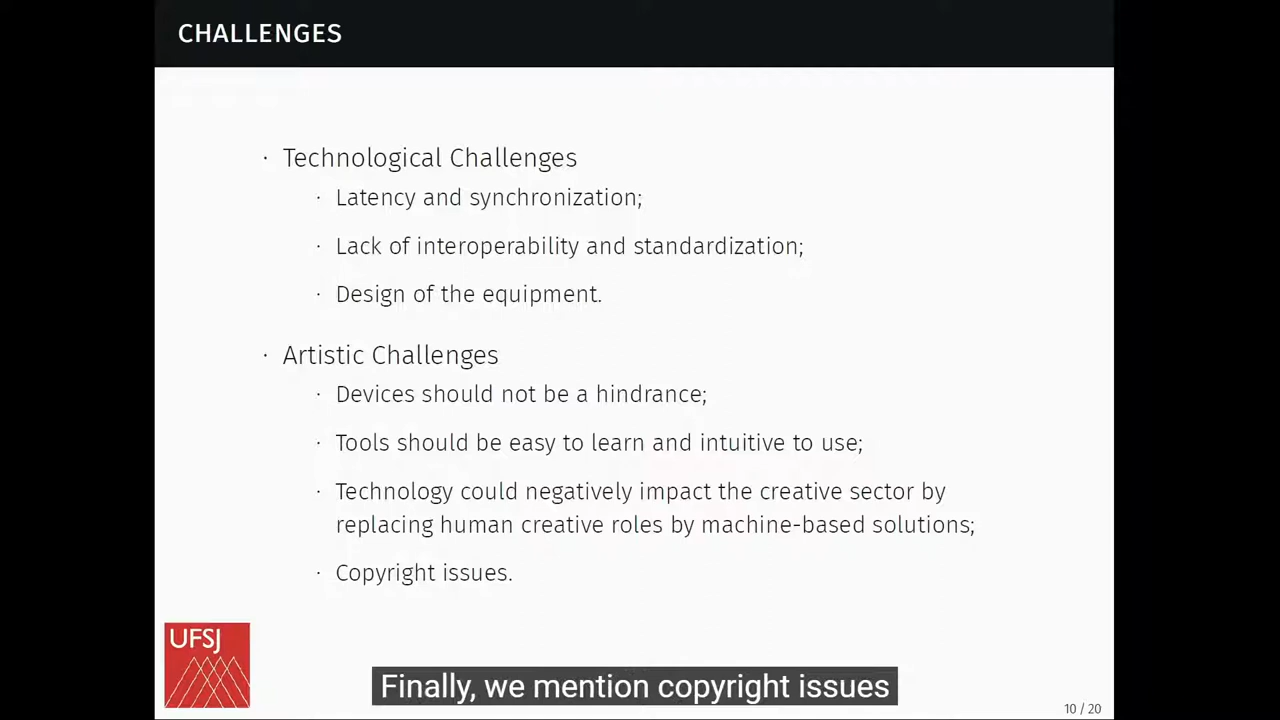 CHALLENGES
· Technological Challenges
· Latency and synchronization;
· Lack of interoperability and standardization;
· Design of the equipment.
· Artistic Challenges
· Devices should not be a hindrance;
· Tools should be easy to learn and intuitive to use;
· Technology could negatively impact the creative sector by
replacing human creative roles by machine-based solutions;
· Copyright issues.
UFSJ
Finally, we mention copyright issues
10 / 20